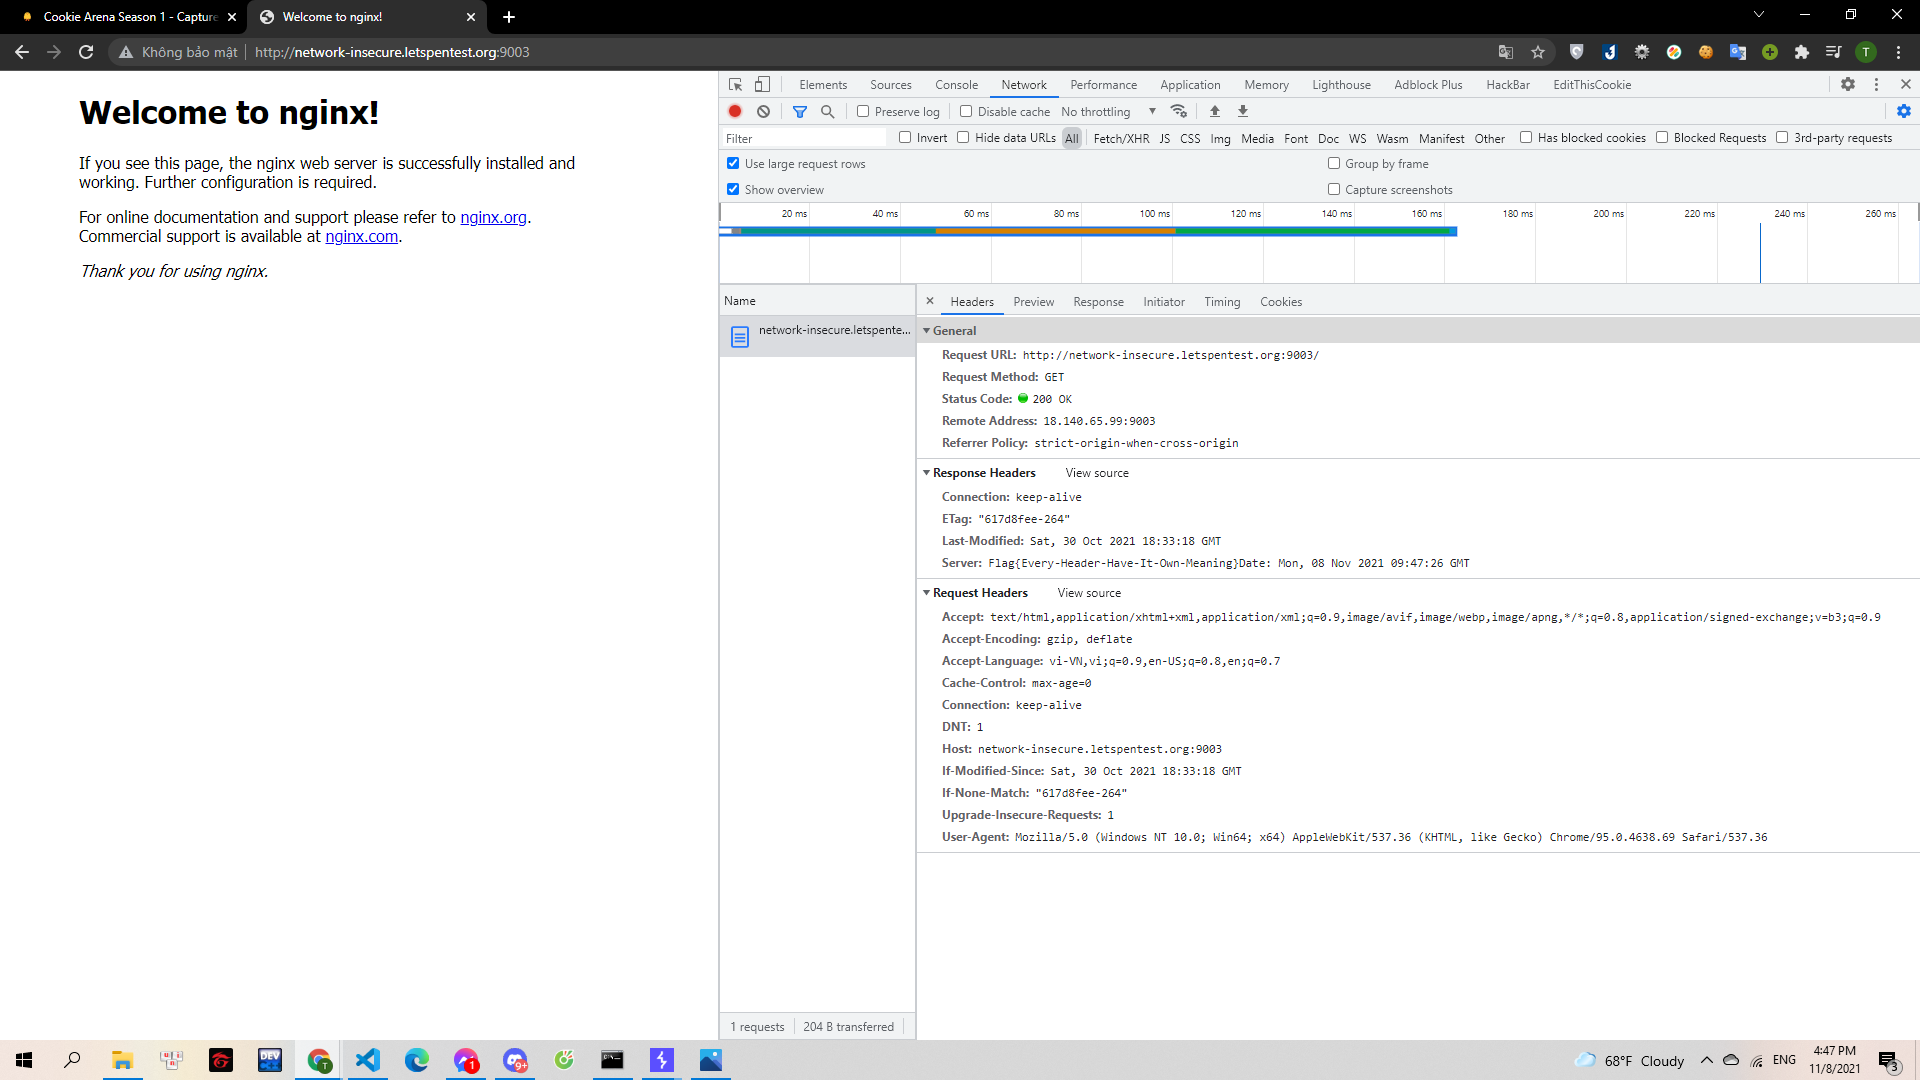 Cookie Arena Season 1 - Capture
Welcome to nginx!
Không bảo mật
http://network-insecure.letspentest.org:9003
Welcome to nginx!
If you see this page, the nginx web server is successfully installed and
working. Further configuration is required.
For online documentation and support please refer to nginx.org.
Commercial support is available at nginx.com.
Thank you for using nginx.
Elements Sources Console Network Performance Application Memory Lighthouse Adblock Plus HackBar EditThisCookie
Preserve log Disable cache No throttling
Filter Invert Hide data URLs All Fetch/XHR JS CSS Img Media Font Doc WS Wasm Manifest Other Has blocked cookies Blocked Requests 3rd-party requests
Use large request rows Group by frame
Show overview Capture screenshots
20 ms 40 ms 60 ms 80 ms 100 ms 120 ms 140 ms 160 ms 180 ms 200 ms 220 ms 240 ms 260 ms
Name
network-insecure.letspente...
Headers Preview Response Initiator Timing Cookies
General
Request URL: http://network-insecure.letspentest.org:9003/
Request Method: GET
Status Code: 200 OK
Remote Address: 18.140.65.99:9003
Referrer Policy: strict-origin-when-cross-origin
Response Headers View source
Connection: keep-alive
ETag: "617d8fee-264"
Last-Modified: Sat, 30 Oct 2021 18:33:18 GMT
Server: Flag{Every-Header-Have-It-Own-Meaning}Date: Mon, 08 Nov 2021 09:47:26 GMT
Request Headers View source
Accept: text/html,application/xhtml+xml,application/xml;q=0.9,image/avif,image/webp,image/apng,*/*;q=0.8,application/signed-exchange;v=b3;q=0.9
Accept-Encoding: gzip, deflate
Accept-Language: vi-VN,vi;q=0.9,en-US;q=0.8,en;q=0.7
Cache-Control: max-age=0
Connection: keep-alive
DNT: 1
Host: network-insecure.letspentest.org:9003
If-Modified-Since: Sat, 30 Oct 2021 18:33:18 GMT
If-None-Match: "617d8fee-264"
Upgrade-Insecure-Requests: 1
User-Agent: Mozilla/5.0 (Windows NT 10.0; Win64; x64) AppleWebKit/537.36 (KHTML, like Gecko) Chrome/95.0.4638.69 Safari/537.36
1 requests 204 B transferred
DEV
T
1
9+
68°F Cloudy
ENG
4:47 PM
11/8/2021
3